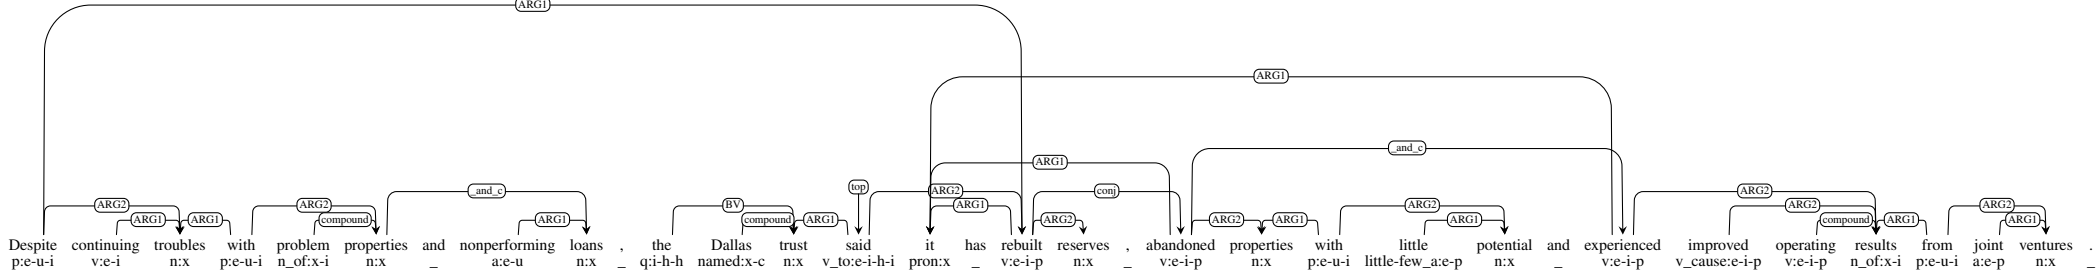 ARG1
ARG1
_and_c
ARG1
top
_and_c ARG2 conj ARG2
ARG2 ARG2 BV ARG1 ARG2 ARG2 ARG2
ARG1 ARG1 compound ARG1 compound ARG1 ARG2 ARG2 ARG1 ARG1 compound ARG1 ARG1
Despite continuing troubles with problem properties and nonperforming loans , the Dallas trust said it has rebuilt reserves , abandoned properties with little potential and experienced improved operating results from joint ventures .
p:e-u-i v:e-i n:x p:e-u-i n_of:x-i n:x _ a:e-u n:x _ q:i-h-h named:x-c n:x v_to:e-i-h-i pron:x _ v:e-i-p n:x _ v:e-i-p n:x p:e-u-i little-few_a:e-p n:x _ v:e-i-p v_cause:e-i-p v:e-i-p n_of:x-i p:e-u-i a:e-p n:x _